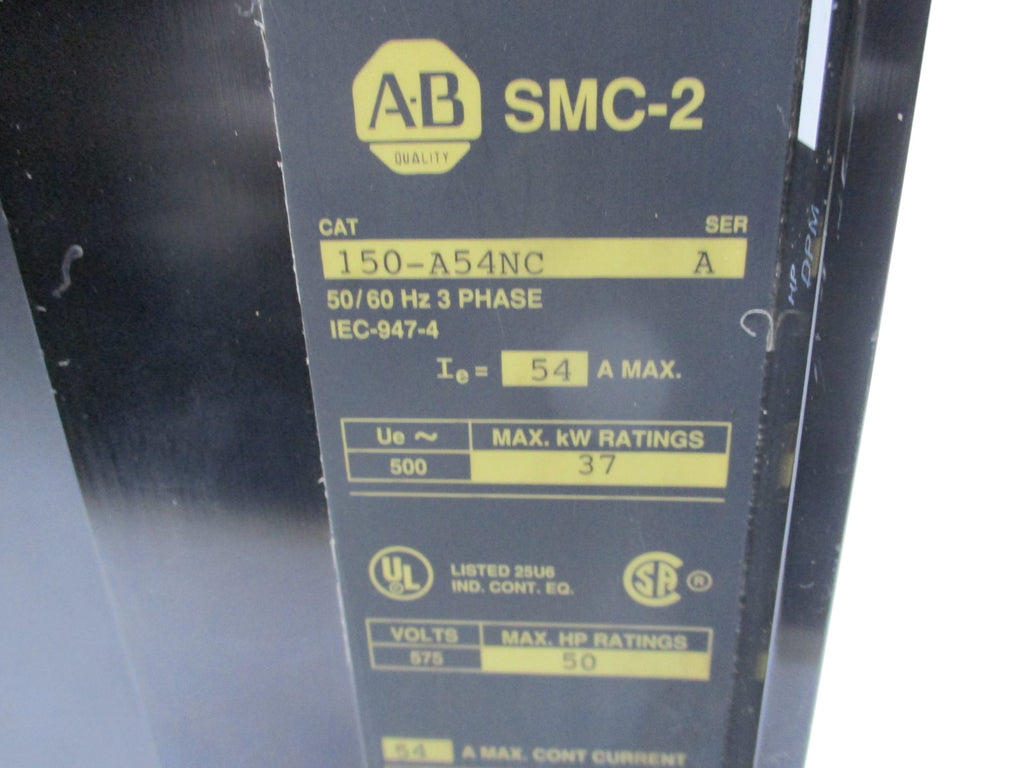 A-B
QUALITY
SMC-2
CAT SER
150-A54NC A
50/60 Hz 3 PHASE
IEC-947-4
Ie = 54 A MAX.
Ue ~ MAX. kW RATINGS
500 37
UL LISTED 25U6
IND. CONT. EQ.
SA ®
VOLTS MAX. HP RATINGS
575 50
54 A MAX. CONT CURRENT